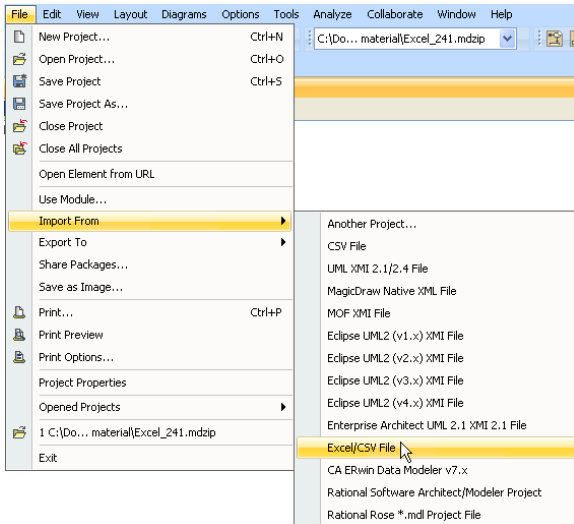 File Edit View Layout Diagrams Options Tools Analyze Collaborate Window Help
C:\Do... material\Excel_241.mdzip
New Project... Ctrl+N
Open Project... Ctrl+O
Save Project Ctrl+S
Save Project As...
Close Project
Close All Projects
Open Element from URL
Use Module...
Import From
Export To
Share Packages...
Save as Image...
Print... Ctrl+P
Print Preview
Print Options...
Project Properties
Opened Projects
1 C:\Do... material\Excel_241.mdzip
Exit
Another Project...
CSV File
UML XMI 2.1/2.4 File
MagicDraw Native XML File
MOF XMI File
Eclipse UML2 (v1.x) XMI File
Eclipse UML2 (v2.x) XMI File
Eclipse UML2 (v3.x) XMI File
Eclipse UML2 (v4.x) XMI File
Enterprise Architect UML 2.1 XMI 2.1 File
Excel/CSV File
CA ERwin Data Modeler v7.x
Rational Software Architect/Modeler Project
Rational Rose *.mdl Project File